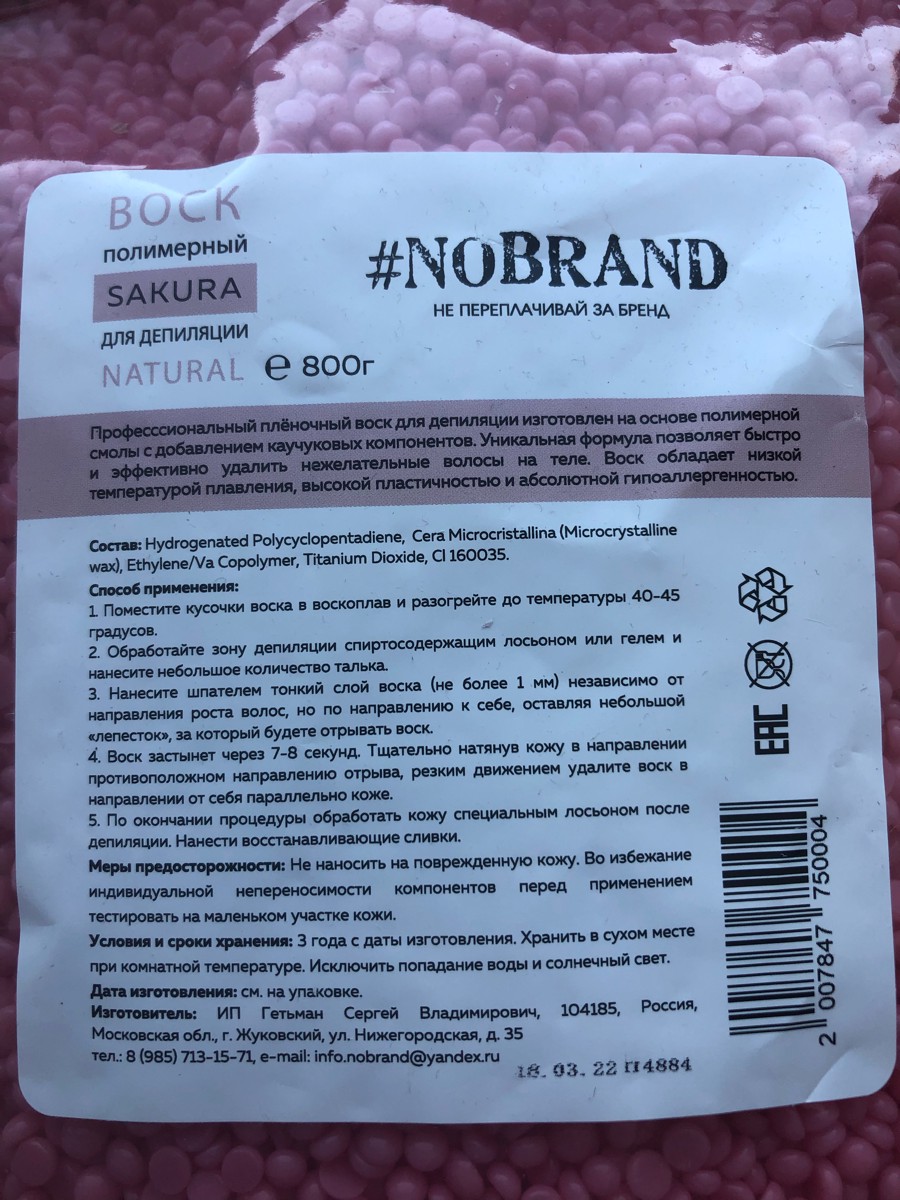 ВОСК
полимерный
SAKURA
для депиляции
NATURAL ℮ 800г
#NOBRAND
НЕ ПЕРЕПЛАЧИВАЙ ЗА БРЕНД
Професссиональный плёночный воск для депиляции изготовлен на основе полимерной
смолы с добавлением каучуковых компонентов. Уникальная формула позволяет быстро
и эффективно удалить нежелательные волосы на теле. Воск обладает низкой
температурой плавления, высокой пластичностью и абсолютной гипоаллергенностью.
Состав: Hydrogenated Polycyclopentadiene, Cera Microcristallina (Microcrystalline
wax), Ethylene/Va Copolymer, Titanium Dioxide, Cl 160035.
Способ применения:
1. Поместите кусочки воска в воскоплав и разогрейте до температуры 40-45
градусов.
2. Обработайте зону депиляции спиртосодержащим лосьоном или гелем и
нанесите небольшое количество талька.
3. Нанесите шпателем тонкий слой воска (не более 1 мм) независимо от
направления роста волос, но по направлению к себе, оставляя небольшой
«лепесток», за который будете отрывать воск.
4. Воск застынет через 7-8 секунд. Тщательно натянув кожу в направлении
противоположном направлению отрыва, резким движением удалите воск в
направлении от себя параллельно коже.
5. По окончании процедуры обработать кожу специальным лосьоном после
депиляции. Нанести восстанавливающие сливки.
Меры предосторожности: Не наносить на поврежденную кожу. Во избежание
индивидуальной непереносимости компонентов перед применением
тестировать на маленьком участке кожи.
Условия и сроки хранения: 3 года с даты изготовления. Хранить в сухом месте
при комнатной температуре. Исключить попадание воды и солнечный свет.
Дата изготовления: см. на упаковке.
Изготовитель: ИП Гетьман Сергей Владимирович, 104185, Россия,
Московская обл., г. Жуковский, ул. Нижегородская, д. 35
тел.: 8 (985) 713-15-71, e-mail: info.nobrand@yandex.ru
18. 03. 22 П4884
EAC
2 007847 750004